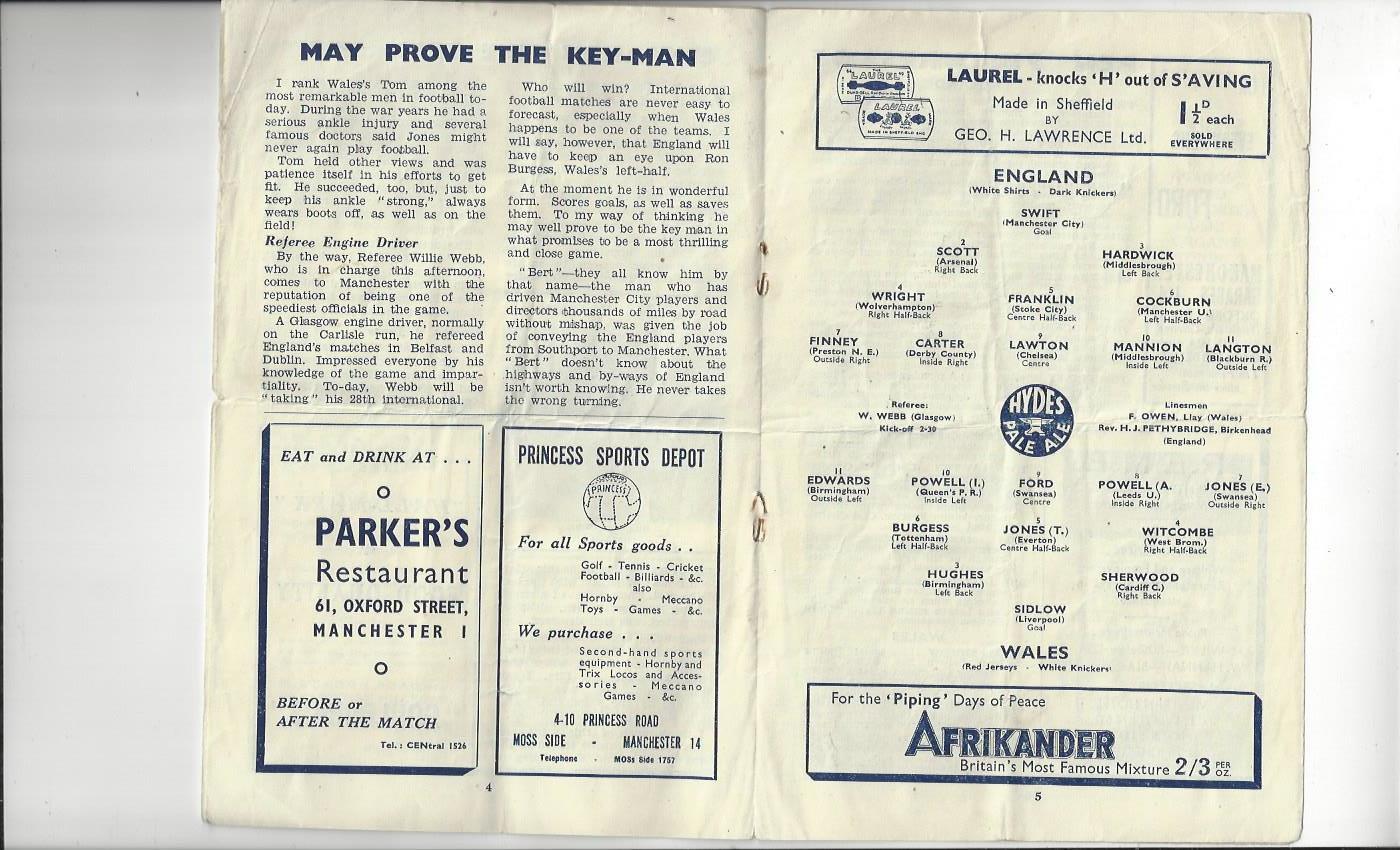 MAY PROVE THE KEY-MAN
I rank Wales's Tom among the
most remarkable men in football to-
day. During the war years he had a
serious ankle injury and several
famous doctors said Jones might
never again play football.
Tom held other views and was
patience itself in his efforts to get
fit. He succeeded, too, but, just to
keep his ankle "strong," always
wears boots off, as well as on the
field!
Referee Engine Driver
By the way, Referee Willie Webb,
who is in charge this afternoon,
comes to Manchester with the
reputation of being one of the
speediest officials in the game.
A Glasgow engine driver, normally
on the Carlisle run, he refereed
England's matches in Belfast and
Dublin. Impressed everyone by his
knowledge of the game and impar-
tiality. To-day, Webb will be
"taking" his 28th international.
Who will win? International
football matches are never easy to
forecast, especially when Wales
happens to be one of the teams. I
will say, however, that England will
have to keep an eye upon Ron
Burgess, Wales's left-half.
At the moment he is in wonderful
form. Scores goals, as well as saves
them. To my way of thinking he
may well prove to be the key man in
what promises to be a most thrilling
and close game.
"Bert"—they all know him by
that name—the man who has
driven Manchester City players and
directors thousands of miles by road
without mishap, was given the job
of conveying the England players
from Southport to Manchester. What
"Bert" doesn't know about the
highways and by-ways of England
isn't worth knowing. He never takes
the wrong turning.
EAT and DRINK AT . . .
PARKER'S
Restaurant
61, OXFORD STREET,
MANCHESTER 1
BEFORE or
AFTER THE MATCH
Tel. : CENtral 1526
PRINCESS SPORTS DEPOT
PRINCESS
For all Sports goods . .
Golf - Tennis - Cricket
Football - Billiards - &c.
also
Hornby - Meccano
Toys - Games - &c.
We purchase . . .
Second-hand sports
equipment - Hornby and
Trix Locos and Acces-
sories - Meccano
Games - &c.
4-10 PRINCESS ROAD
MOSS SIDE - MANCHESTER 14
Telephone - MOSs Side 1757
4
THE
"LAUREL"
LAUREL
MADE IN SHEFFIELD ENG
LAUREL - knocks 'H' out of S'AVING
Made in Sheffield
BY
GEO. H. LAWRENCE Ltd.
1½D each
SOLD
EVERYWHERE
ENGLAND
(White Shirts - Dark Knickers)
SWIFT
(Manchester City)
Goal
2 3
SCOTT HARDWICK
(Arsenal) (Middlesbrough)
Right Back Left Back
4 5 6
WRIGHT FRANKLIN COCKBURN
(Wolverhampton) (Stoke City) (Manchester U.)
Right Half-Back Centre Half-Back Left Half-Back
7 8 9 10 11
FINNEY CARTER LAWTON MANNION LANGTON
(Preston N. E.) (Derby County) (Chelsea) (Middlesbrough) (Blackburn R.)
Outside Right Inside Right Centre Inside Left Outside Left
Referee:
W. WEBB (Glasgow)
Kick-off 2-30
HYDES
PALE ALE
Linesmen
F. OWEN, Llay (Wales)
Rev. H. J. PETHYBRIDGE, Birkenhead
(England)
11 10 9 8 7
EDWARDS POWELL (I.) FORD POWELL (A. JONES (E.)
(Birmingham) (Queen's P. R.) (Swansea) (Leeds U.) (Swansea)
Outside Left Inside Left Centre Inside Right Outside Right
6 5 4
BURGESS JONES (T.) WITCOMBE
(Tottenham) (Everton) (West Brom.)
Left Half-Back Centre Half-Back Right Half-Back
3
HUGHES SHERWOOD
(Birmingham) (Cardiff C.)
Left Back Right Back
SIDLOW
(Liverpool)
Goal
WALES
(Red Jerseys - White Knickers)
For the 'Piping' Days of Peace
AFRIKANDER
Britain's Most Famous Mixture 2/3 PER OZ.
5